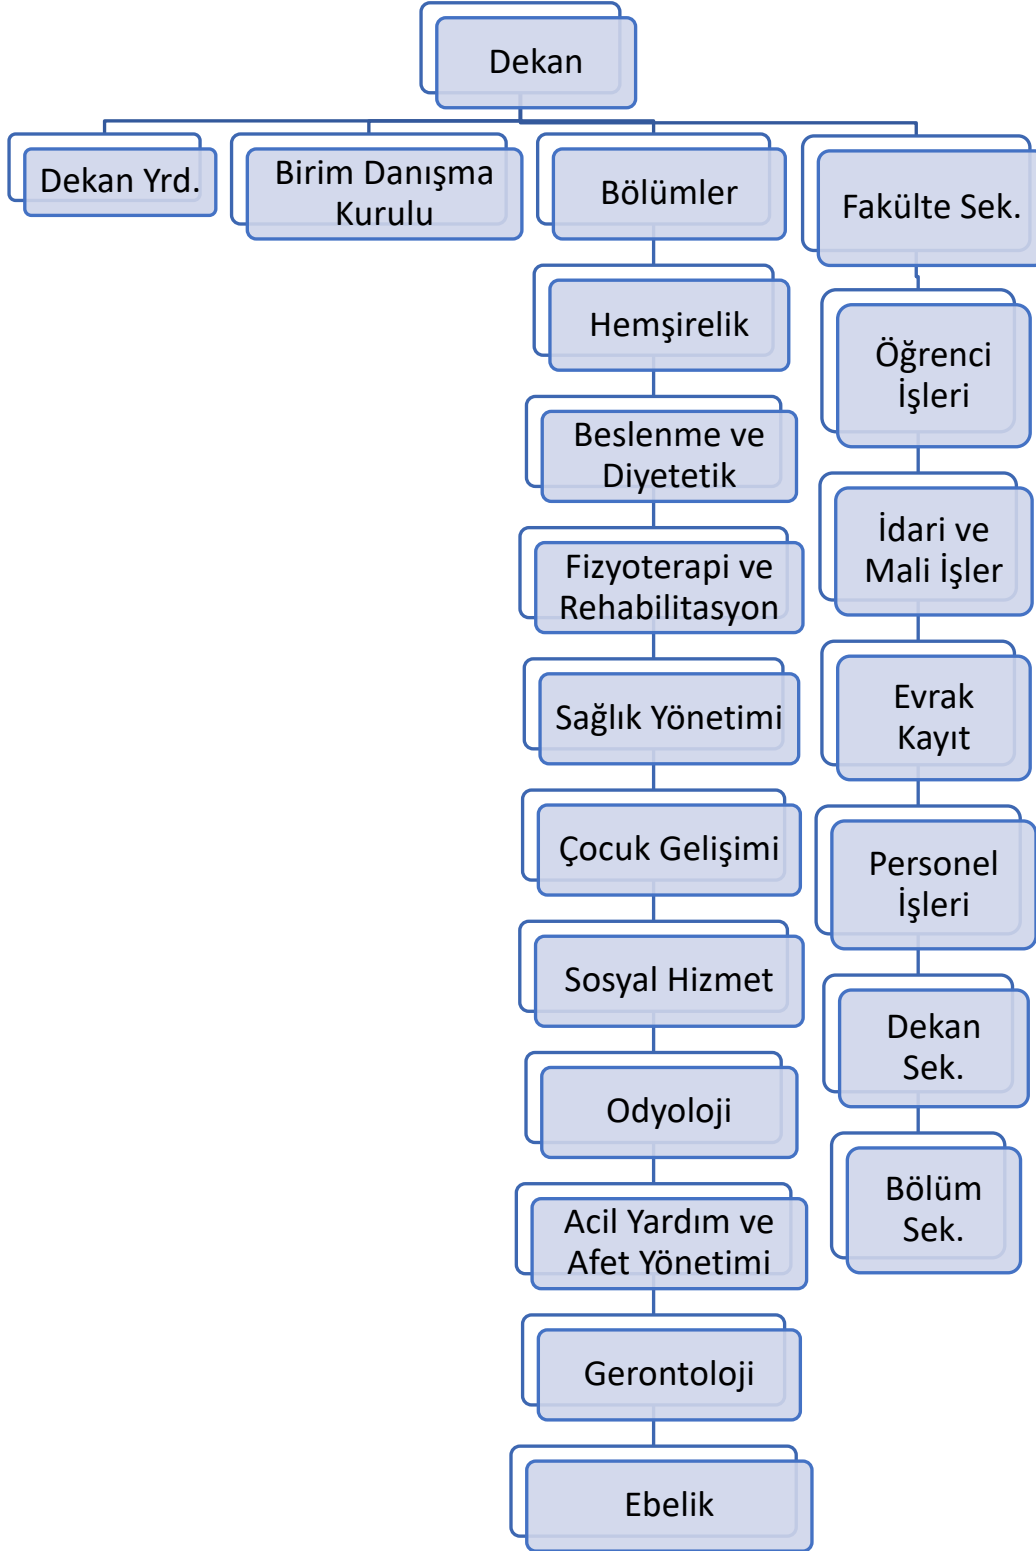 Dekan
Dekan Yrd.
Birim Danışma
Kurulu
Bölümler
Hemşirelik
Beslenme ve
Diyetetik
Fizyoterapi ve
Rehabilitasyon
Sağlık Yönetimi
Çocuk Gelişimi
Sosyal Hizmet
Odyoloji
Acil Yardım ve
Afet Yönetimi
Gerontoloji
Ebelik
Fakülte Sek.
Öğrenci
İşleri
İdari ve
Mali İşler
Evrak
Kayıt
Personel
İşleri
Dekan
Sek.
Bölüm
Sek.